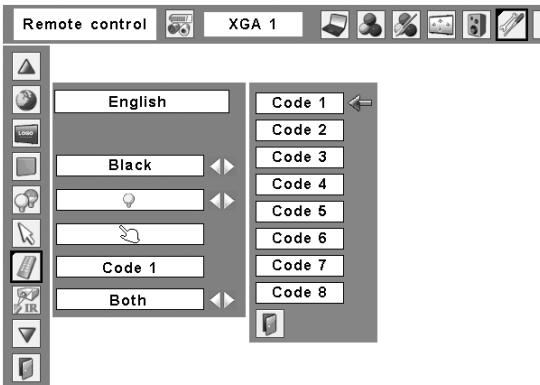 Remote control
XGA 1
English
LOGO
Black
Code 1
IR
Both
Code 1
Code 2
Code 3
Code 4
Code 5
Code 6
Code 7
Code 8